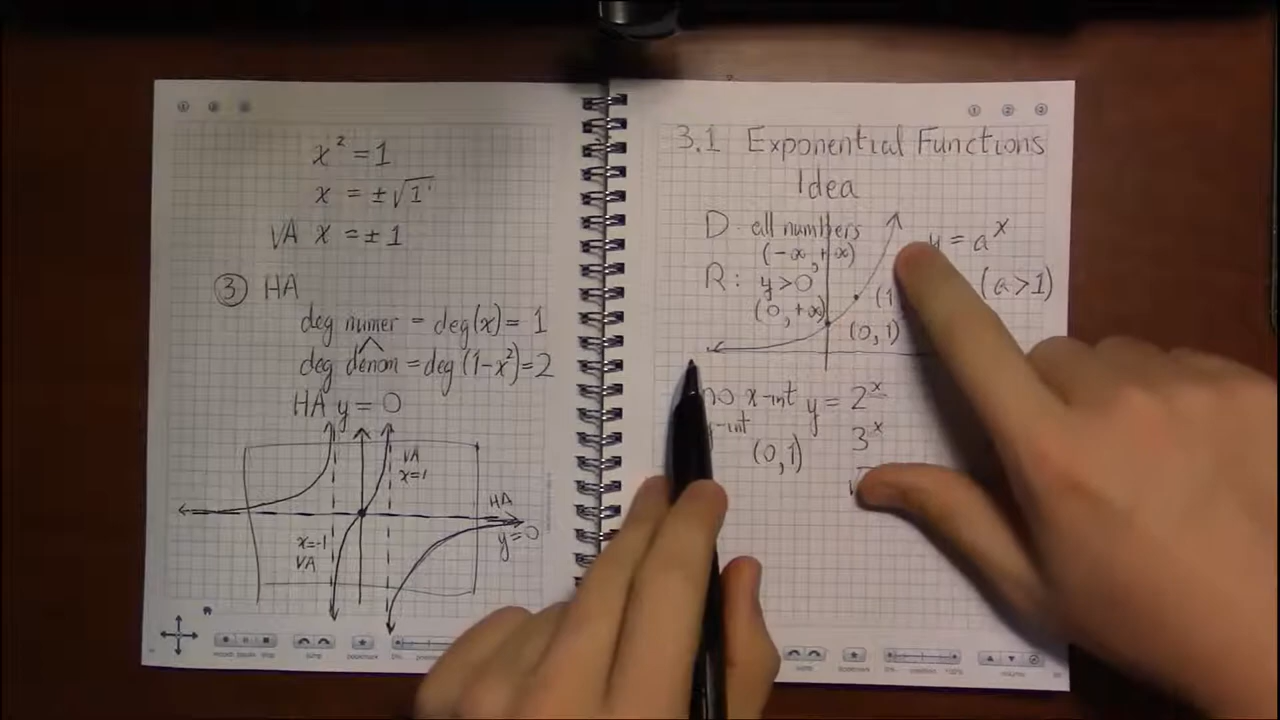 x² = 1
x = ±√1
VA x = ±1
③ HA
deg numer = deg(x) = 1
deg denom = deg(1-x²) = 2
HA y = 0
VA
x=1
HA
y=0
x=-1
VA
3.1 Exponential Functions
Idea
D all numbers
(-∞, +∞)
R: y>0
(0, +∞)
y = a^x
(a>1)
(1
(0,1)
no x-int
y-int
(0,1)
y = 2^x
3^x